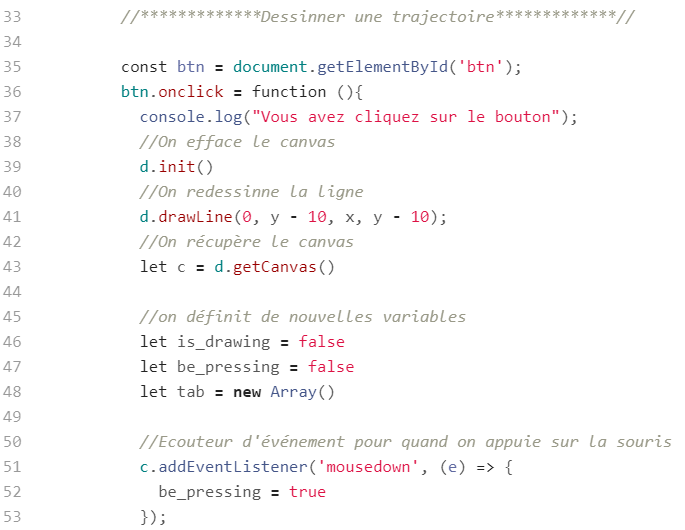 33 //*************Dessinner une trajectoire*************//
34
35 const btn = document.getElementById('btn');
36 btn.onclick = function (){
37 console.log("Vous avez cliquez sur le bouton");
38 //On efface le canvas
39 d.init()
40 //On redessinne la ligne
41 d.drawLine(0, y - 10, x, y - 10);
42 //On récupère le canvas
43 let c = d.getCanvas()
44
45 //on définit de nouvelles variables
46 let is_drawing = false
47 let be_pressing = false
48 let tab = new Array()
49
50 //Ecouteur d'événement pour quand on appuie sur la souris
51 c.addEventListener('mousedown', (e) => {
52 be_pressing = true
53 });